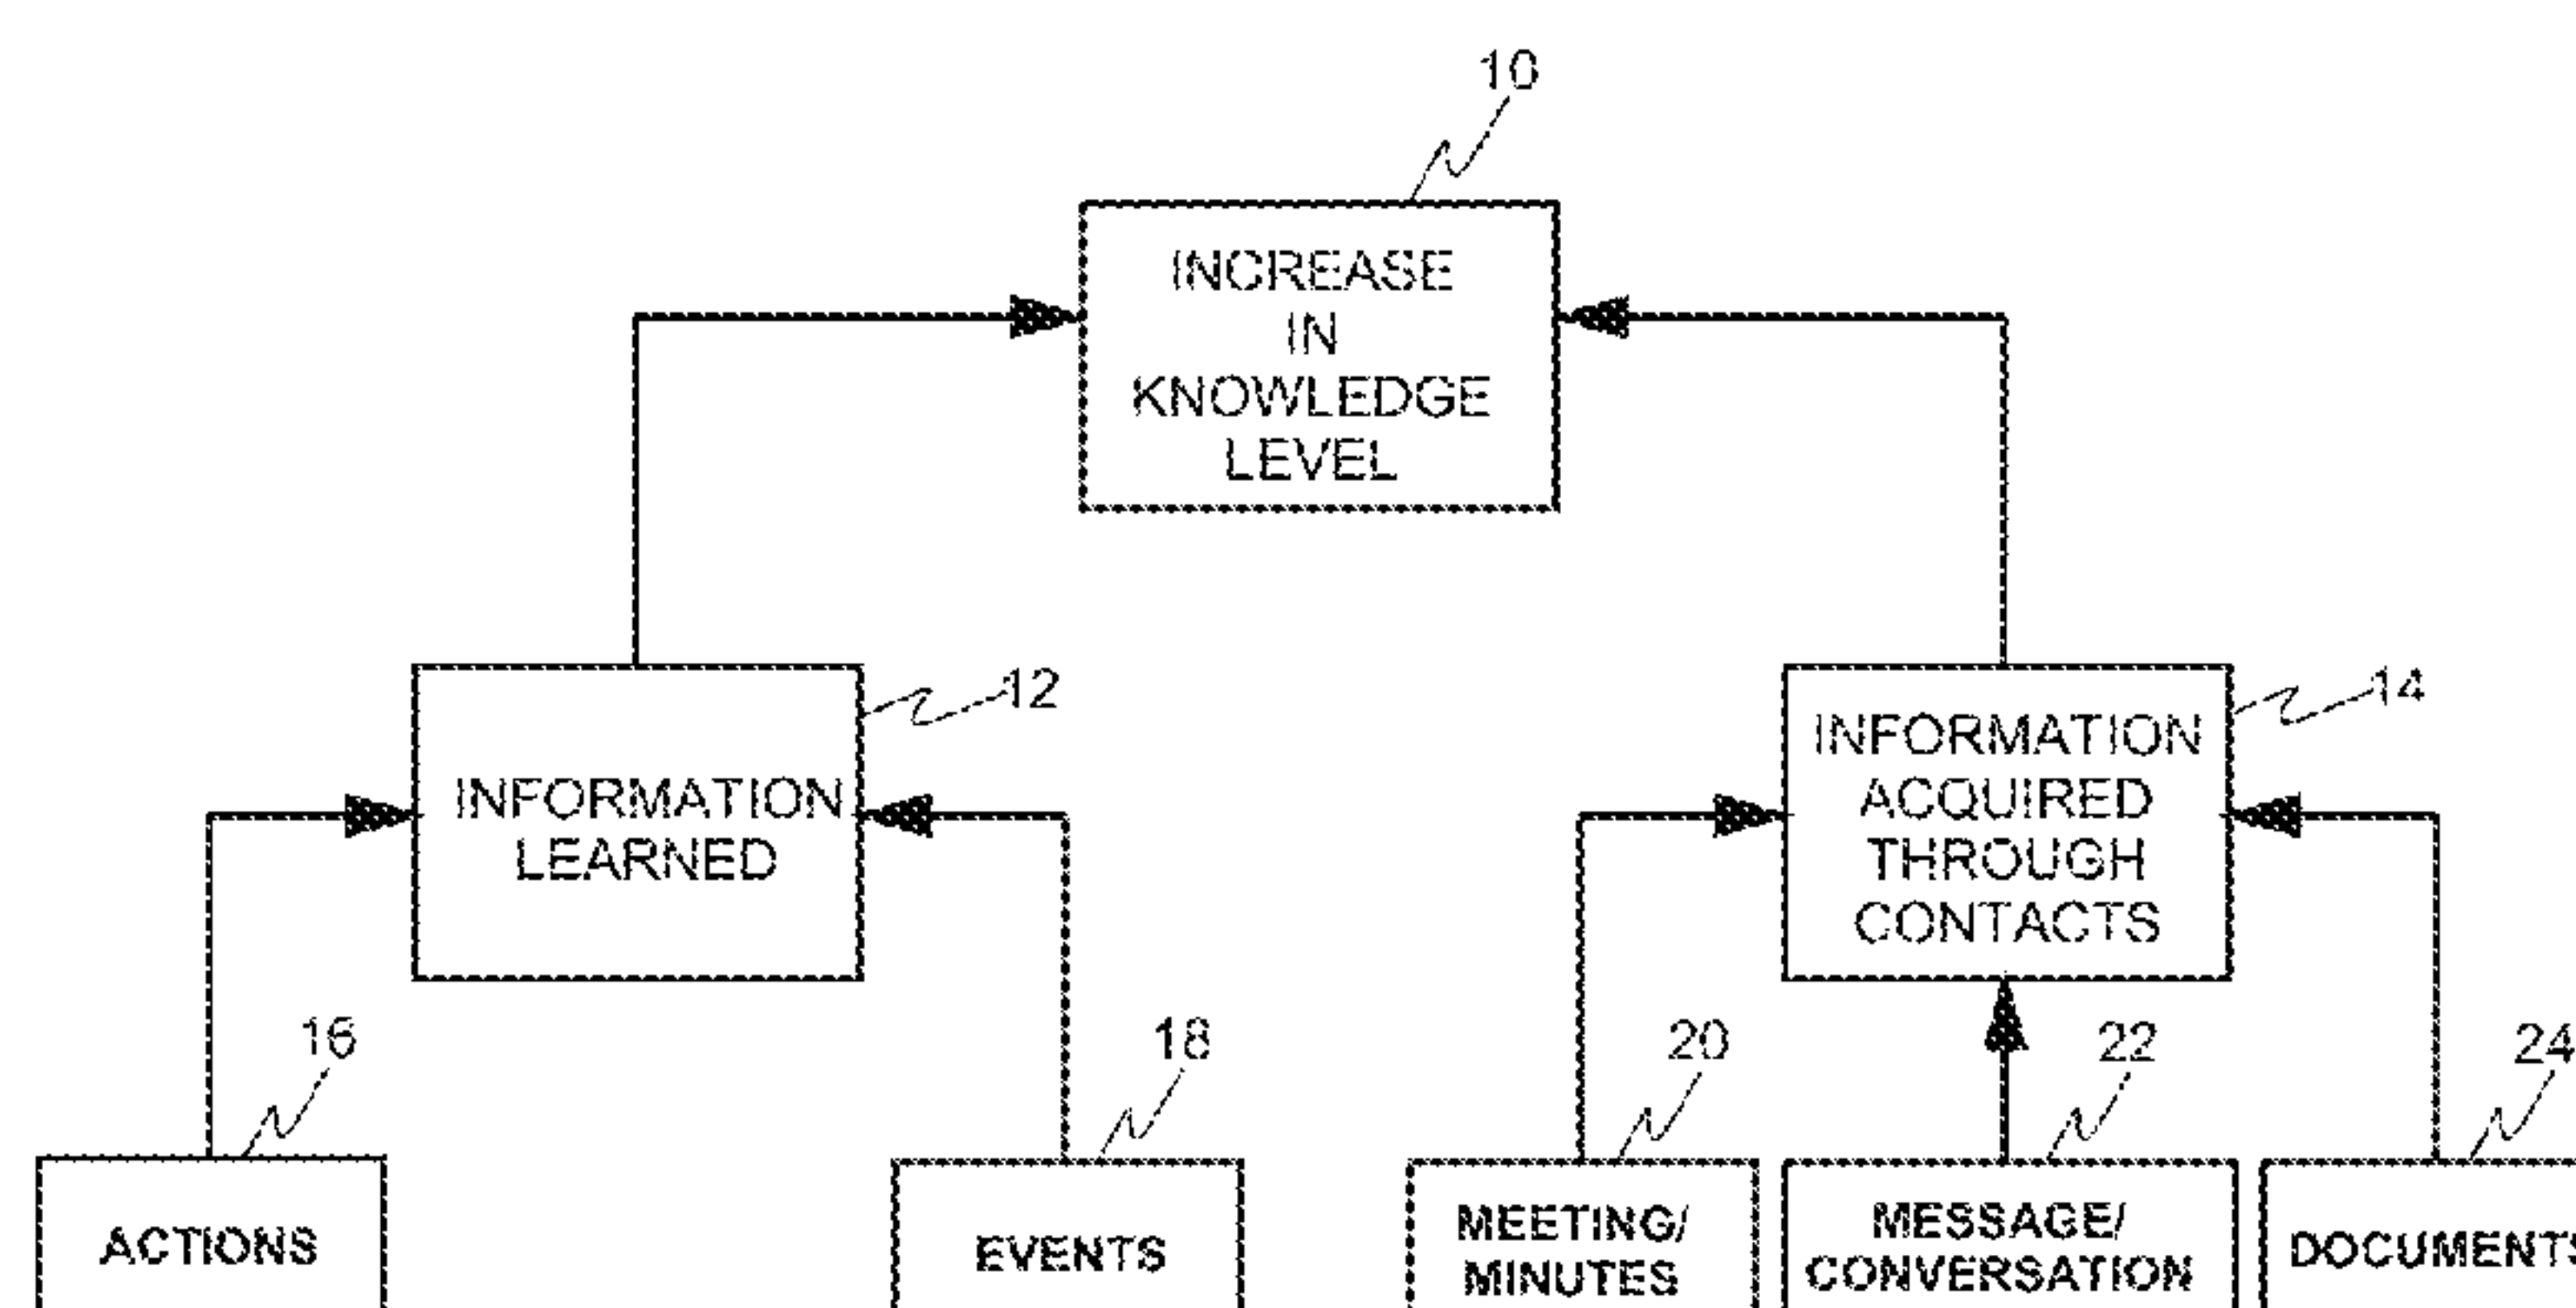 10
INCREASE
IN
KNOWLEDGE
LEVEL
12
INFORMATION
LEARNED
14
INFORMATION
ACQUIRED
THROUGH
CONTACTS
16
ACTIONS
18
EVENTS
20
MEETING/
MINUTES
22
MESSAGE/
CONVERSATION
24
DOCUMENTS